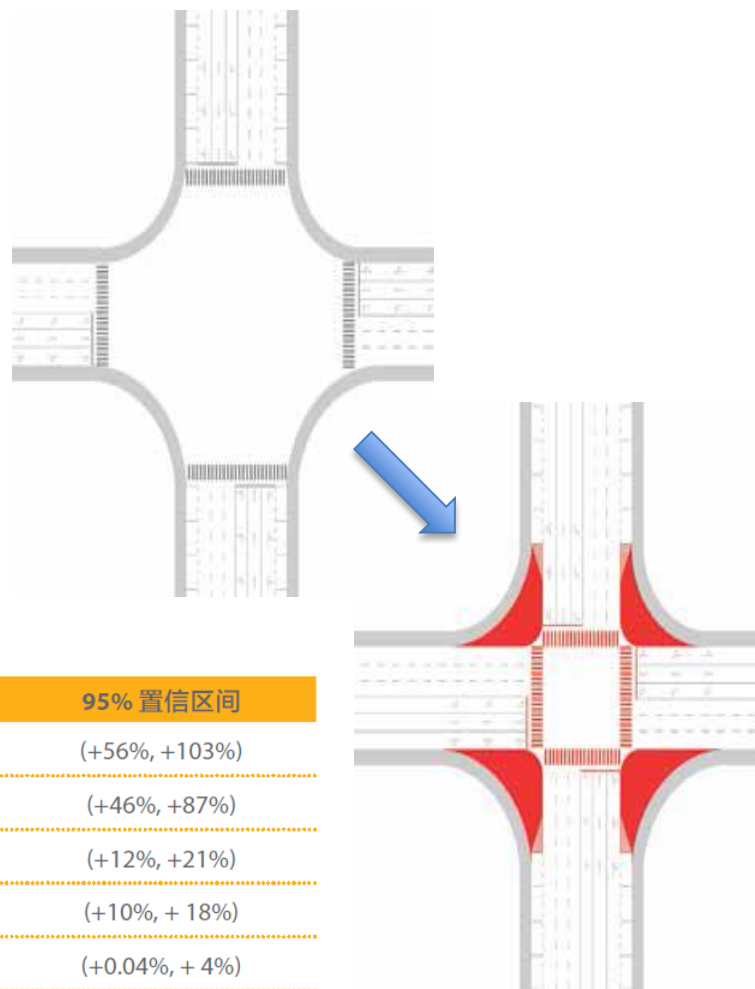 95% 置信区间
(+56%, +103%)
(+46%, +87%)
(+12%, +21%)
(+10%, + 18%)
(+0.04%, + 4%)